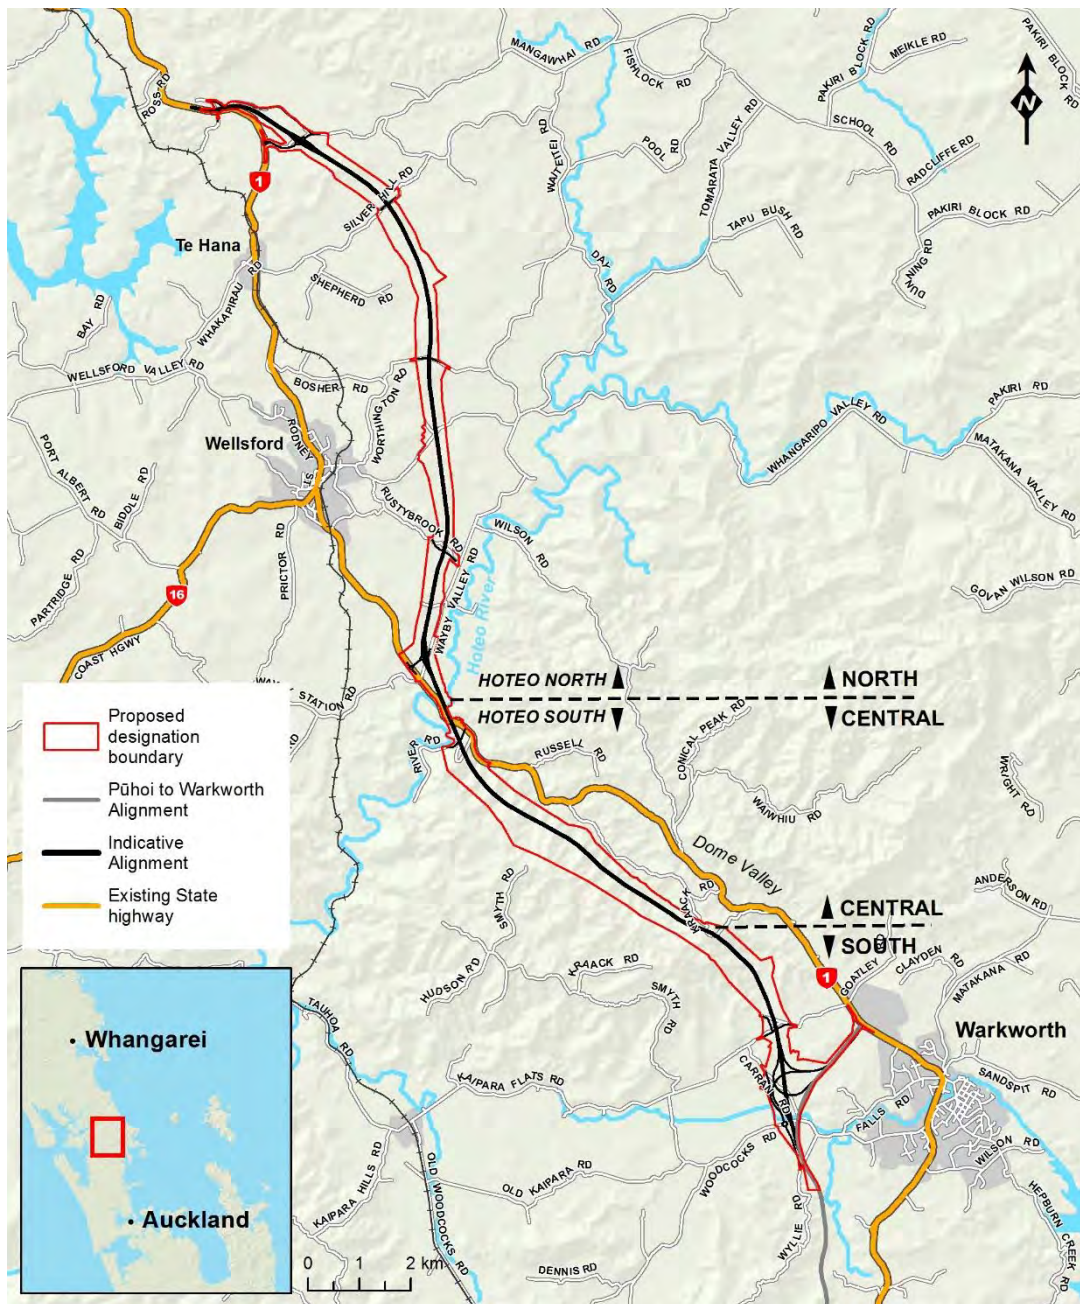 MANGAWHAI RD
FISHLOCK RD
PAKIRI BLOCK RD
MEIKLE RD
PAKIRI BLOCK RD
ROSS RD
N
WAITEITEI RD
POOL RD
TOMARATA VALLEY RD
SCHOOL RD
RADCLIFFE RD
1
SILVER HILL RD
TAPU BUSH RD
PAKIRI BLOCK RD
Te Hana
DAY RD
DUNNING RD
SHEPHERD RD
WHAKAPIRAU RD
BAY RD
WELLSFORD VALLEY RD
BOSHER RD
WORTHINGTON RD
PAKIRI RD
WHANGARIPO VALLEY RD
MATAKANA VALLEY RD
Wellsford
RODNEY ST
PORT ALBERT RD
BIDDLE RD
RUSTYBROOK RD
WILSON RD
PARTRIDGE RD
PRICTOR RD
16
WAYBY VALLEY RD
Hoteo River
GOVAN WILSON RD
COAST HGWY
STATION RD
HOTEO NORTH
NORTH
HOTEO SOUTH
CENTRAL
RIVER RD
RUSSELL RD
CONICAL PEAK RD
WAIWHIU RD
WRIGHT RD
Proposed
designation
boundary
Pūhoi to Warkworth
Alignment
Indicative
Alignment
Existing State
highway
Dome Valley
SMYTH RD
KRAACK RD
ANDERSON RD
CENTRAL
SOUTH
HUDSON RD
KRAACK RD
SMYTH RD
1
GOATLEY RD
CLAYDEN RD
MATAKANA RD
Warkworth
TAUHOA RD
KAIPARA FLATS RD
CARRAN RD
SANDSPIT RD
FALLS RD
WOODCOCKS RD
WILSON RD
OLD KAIPARA RD
KAIPARA HILLS RD
OLD WOODCOCKS RD
WYLLIE RD
HEPBURN CREEK RD
DENNIS RD
Whangarei
Auckland
0 1 2 km